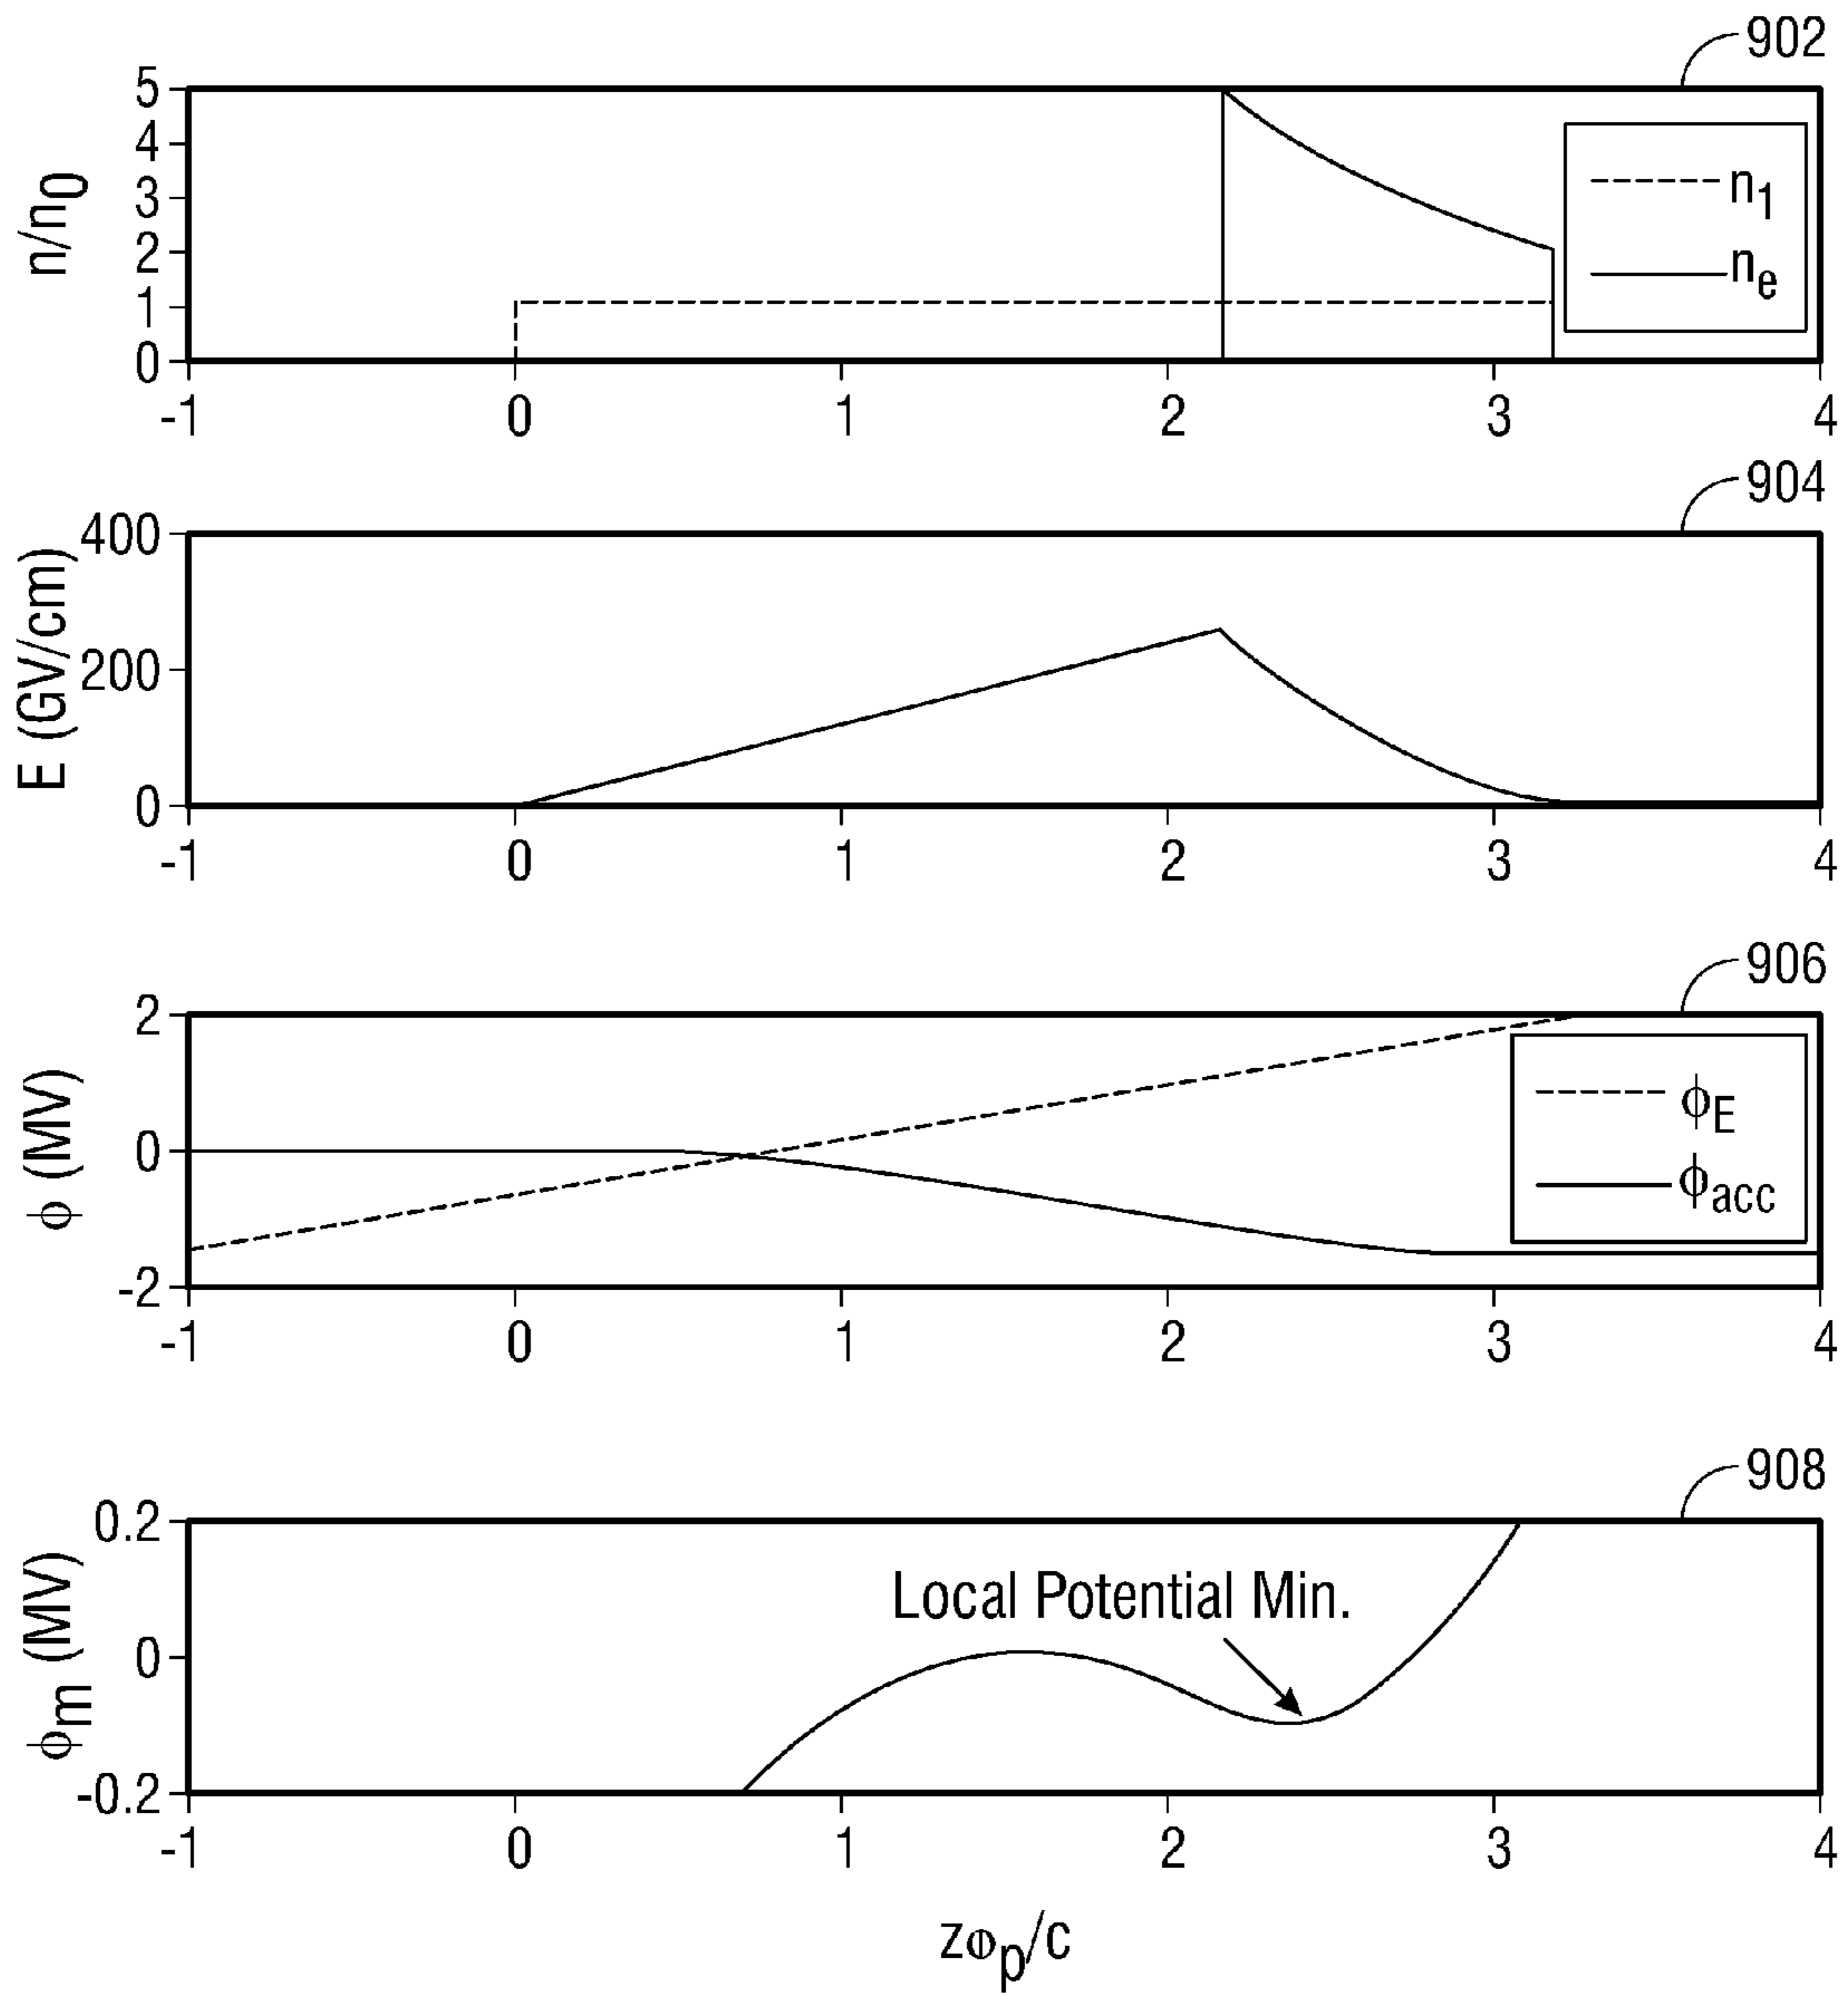 902
n/n0
5
4
3
2
1
0
n1
ne
-1 0 1 2 3 4
904
E (GV/cm)
400
200
0
-1 0 1 2 3 4
906
ϕ (MV)
2
0
-2
ϕE
ϕacc
-1 0 1 2 3 4
908
ϕm (MV)
0.2
0
-0.2
Local Potential Min.
-1 0 1 2 3 4
zϕp/c